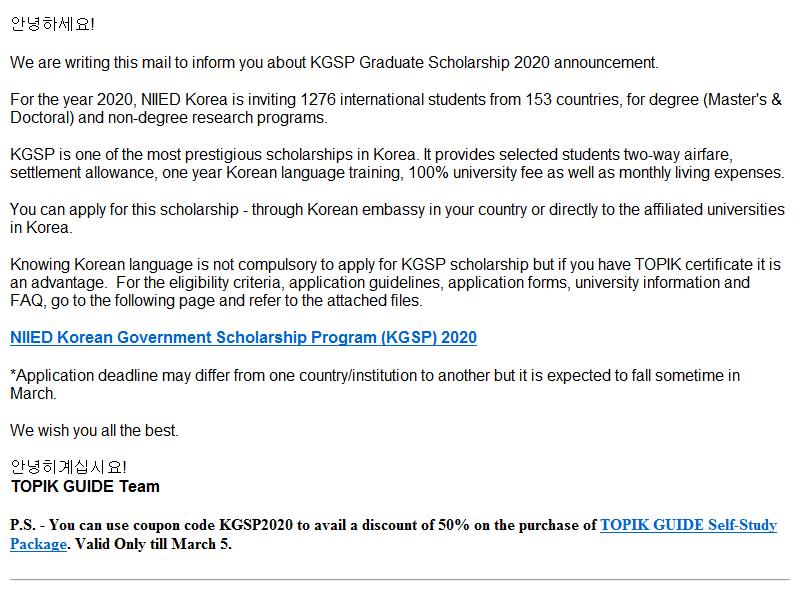 안녕하세요!
We are writing this mail to inform you about KGSP Graduate Scholarship 2020 announcement.
For the year 2020, NIIED Korea is inviting 1276 international students from 153 countries, for degree (Master's &
Doctoral) and non-degree research programs.
KGSP is one of the most prestigious scholarships in Korea. It provides selected students two-way airfare,
settlement allowance, one year Korean language training, 100% university fee as well as monthly living expenses.
You can apply for this scholarship - through Korean embassy in your country or directly to the affiliated universities
in Korea.
Knowing Korean language is not compulsory to apply for KGSP scholarship but if you have TOPIK certificate it is
an advantage.  For the eligibility criteria, application guidelines, application forms, university information and
FAQ, go to the following page and refer to the attached files.
NIIED Korean Government Scholarship Program (KGSP) 2020
*Application deadline may differ from one country/institution to another but it is expected to fall sometime in
March.
We wish you all the best.
안녕히계십시요!
TOPIK GUIDE Team
P.S. - You can use coupon code KGSP2020 to avail a discount of 50% on the purchase of TOPIK GUIDE Self-Study
Package. Valid Only till March 5.